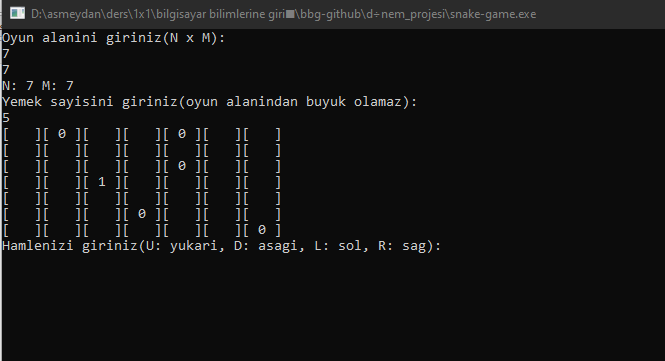 D:\asmeydan\ders\1x1\bilgisayar bilimlerine giri■\bbg-github\d÷nem_projesi\snake-game.exe
Oyun alanini giriniz(N x M):
7
7
N: 7 M: 7
Yemek sayisini giriniz(oyun alanindan buyuk olamaz):
5
[   ][ 0 ][   ][   ][ 0 ][   ][   ]
[   ][   ][   ][   ][   ][   ][   ]
[   ][   ][   ][   ][ 0 ][   ][   ]
[   ][   ][ 1 ][   ][   ][   ][   ]
[   ][   ][   ][   ][   ][   ][   ]
[   ][   ][   ][ 0 ][   ][   ][   ]
[   ][   ][   ][   ][   ][   ][ 0 ]
Hamlenizi giriniz(U: yukari, D: asagi, L: sol, R: sag):